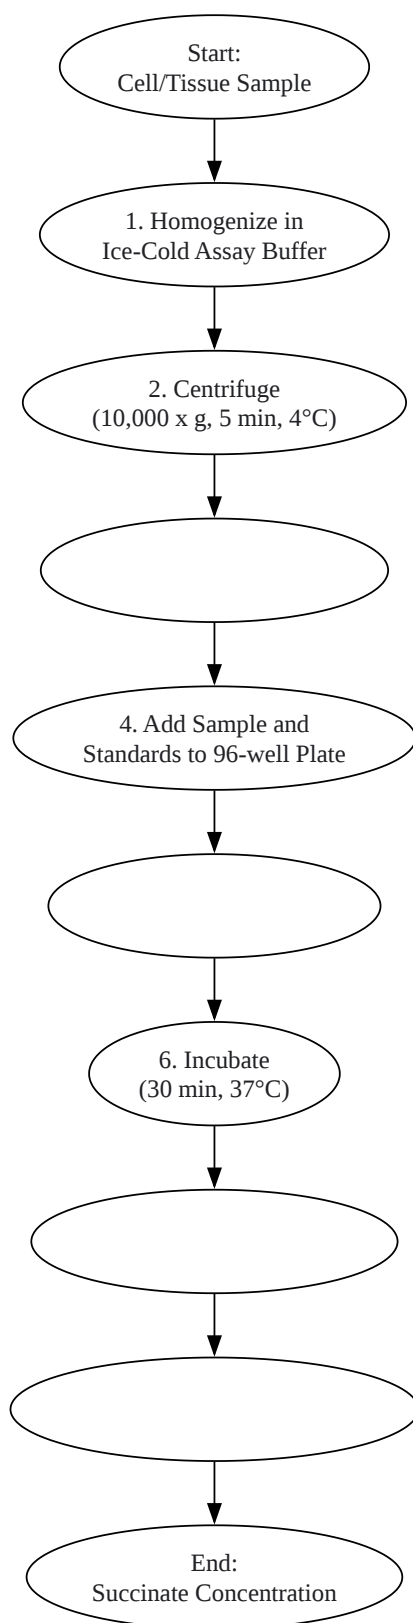 Start:
Cell/Tissue Sample
1. Homogenize in
Ice-Cold Assay Buffer
2. Centrifuge
(10,000 x g, 5 min, 4°C)
4. Add Sample and
Standards to 96-well Plate
6. Incubate
(30 min, 37°C)
End:
Succinate Concentration